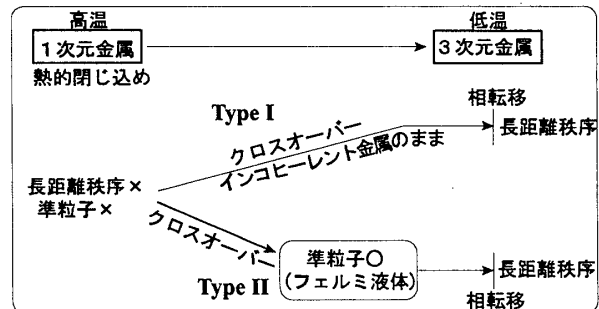 高温
低温
1次元金属
3次元金属
熱的閉じ込め
相転移
Type I
クロスオーバー
長距離秩序
インコヒーレント金属のまま
長距離秩序×
準粒子×
クロスオーバー
準粒子○
(フェルミ液体)
長距離秩序
Type II
相転移